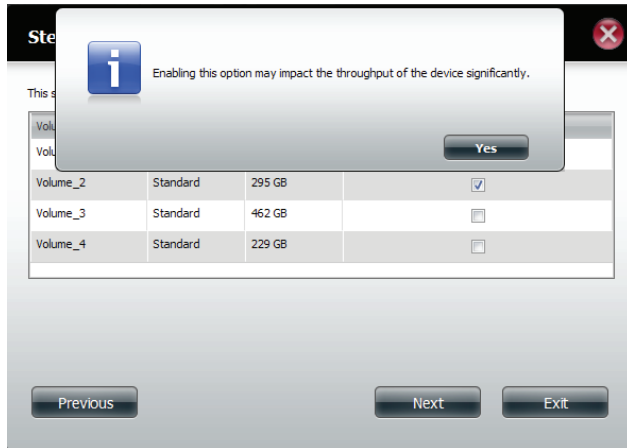 Ste
Enabling this option may impact the throughput of the device significantly.
This s
Volu
Yes
Volu
Volume_2 Standard 295 GB
Volume_3 Standard 462 GB
Volume_4 Standard 229 GB
Previous Next Exit